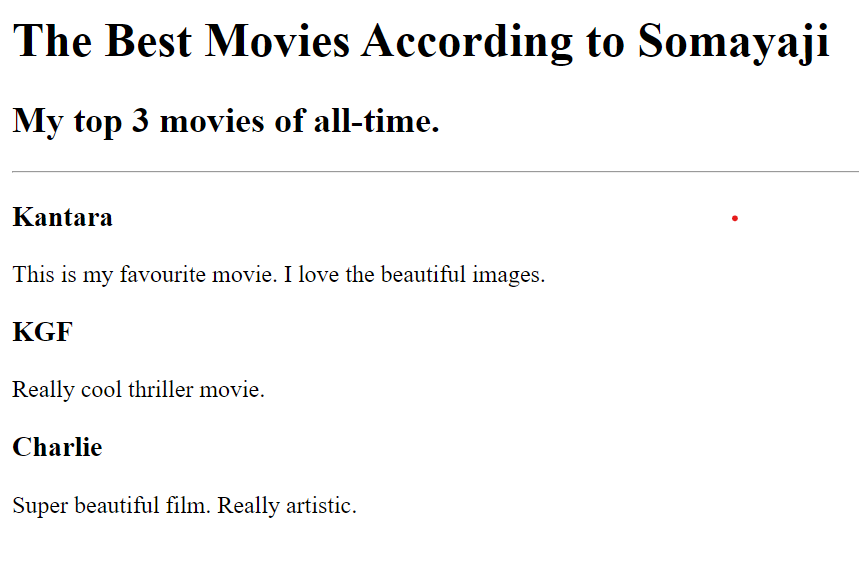 The Best Movies According to Somayaji
My top 3 movies of all-time.
Kantara
This is my favourite movie. I love the beautiful images.
KGF
Really cool thriller movie.
Charlie
Super beautiful film. Really artistic.